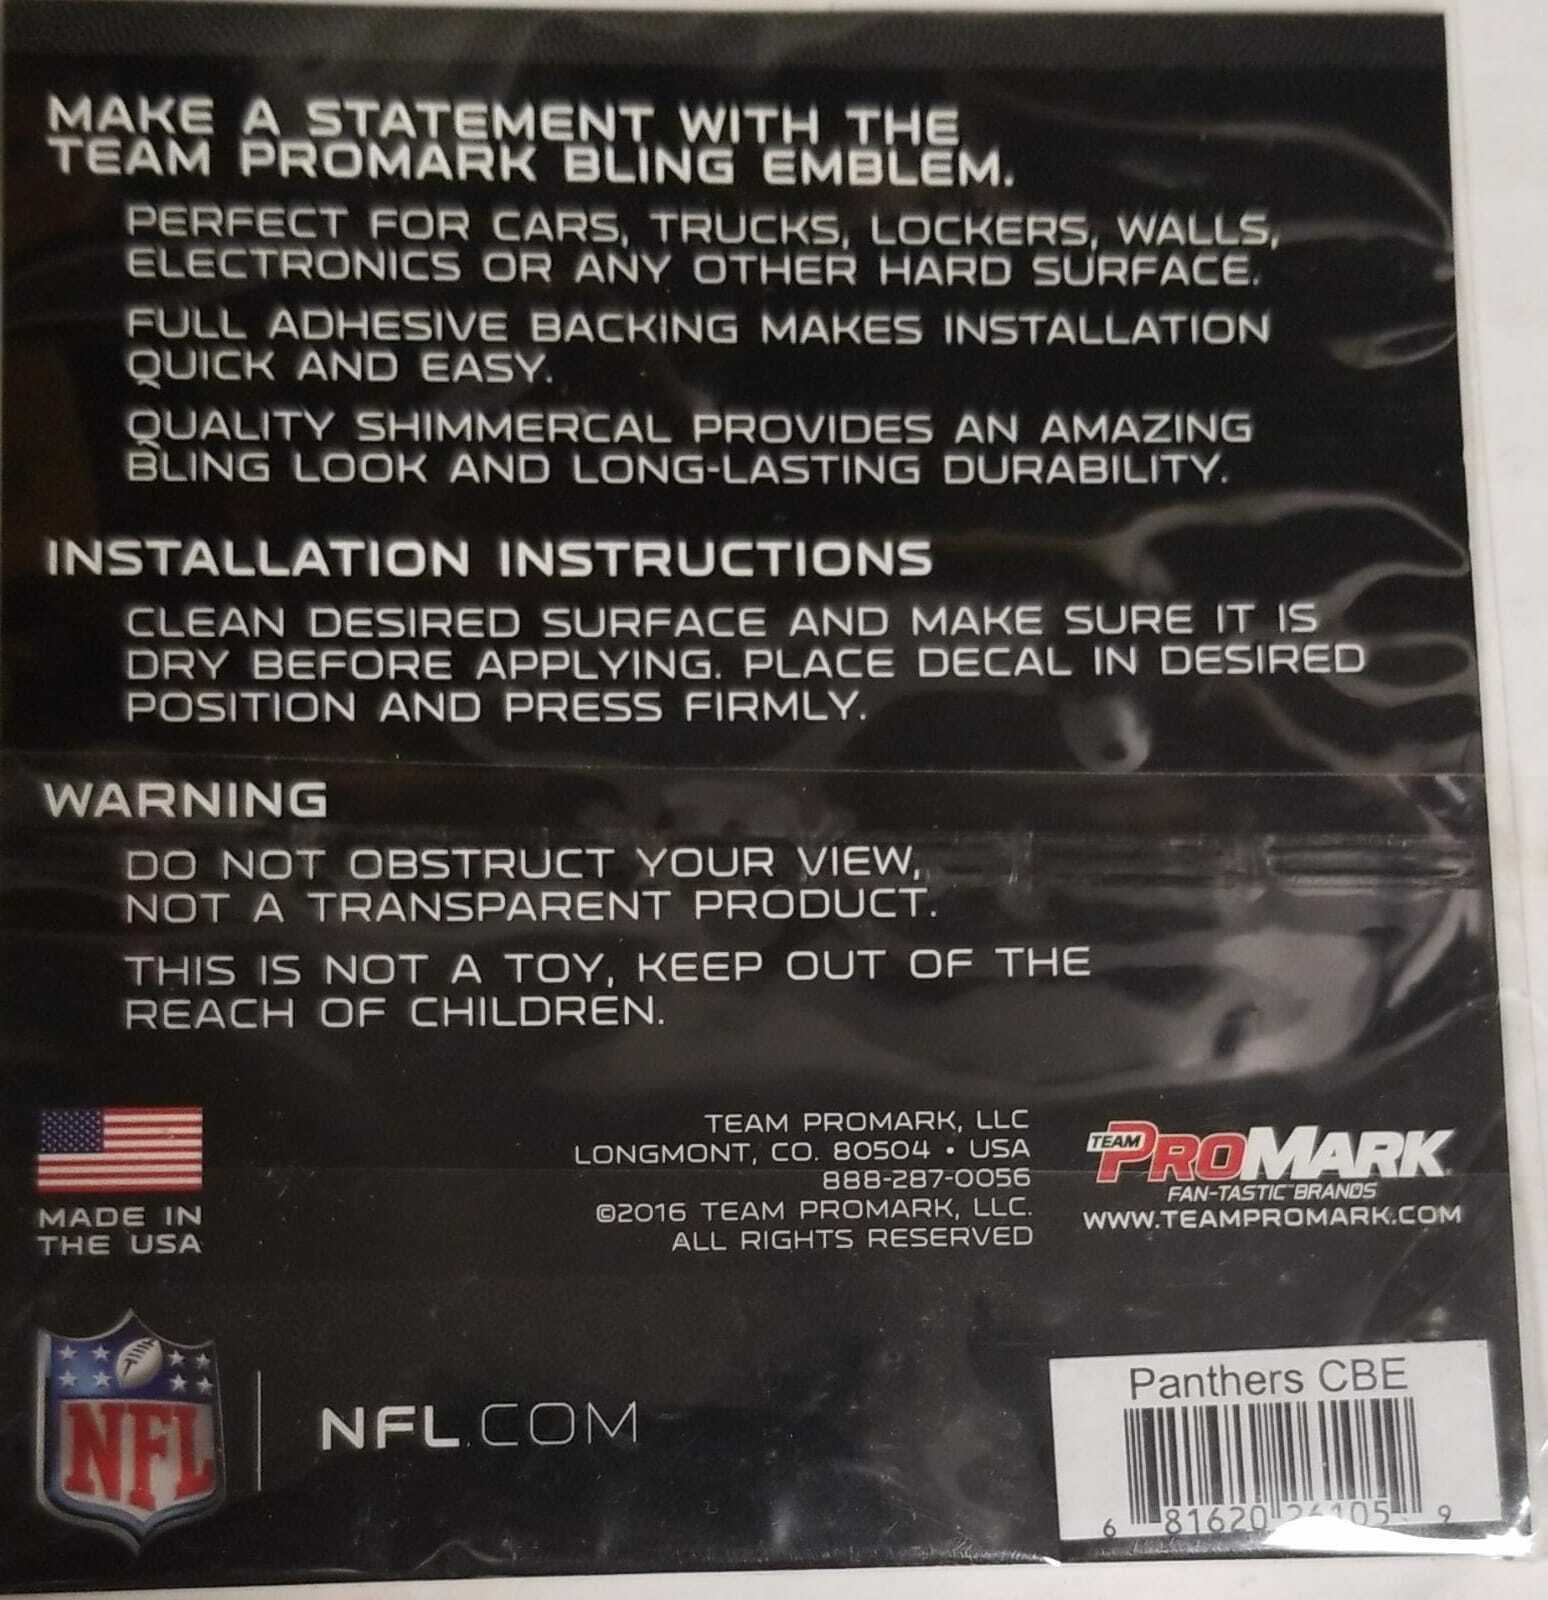 MAKE A STATEMENT WITH THE
TEAM PROMARK BLING EMBLEM.
PERFECT FOR CARS, TRUCKS, LOCKERS, WALLS,
ELECTRONICS OR ANY OTHER HARD SURFACE.
FULL ADHESIVE BACKING MAKES INSTALLATION
QUICK AND EASY.
QUALITY SHIMMERCAL PROVIDES AN AMAZING
BLING LOOK AND LONG-LASTING DURABILITY.
INSTALLATION INSTRUCTIONS
CLEAN DESIRED SURFACE AND MAKE SURE IT IS
DRY BEFORE APPLYING. PLACE DECAL IN DESIRED
POSITION AND PRESS FIRMLY.
WARNING
DO NOT OBSTRUCT YOUR VIEW,
NOT A TRANSPARENT PRODUCT.
THIS IS NOT A TOY, KEEP OUT OF THE
REACH OF CHILDREN.
MADE IN
THE USA
TEAM PROMARK, LLC
LONGMONT, CO. 80504 • USA
888-287-0056
©2016 TEAM PROMARK, LLC.
ALL RIGHTS RESERVED
TEAM PROMARK
FAN-TASTIC BRANDS
WWW.TEAMPROMARK.COM
NFL
NFL.COM
Panthers CBE
6 81620 26105 9